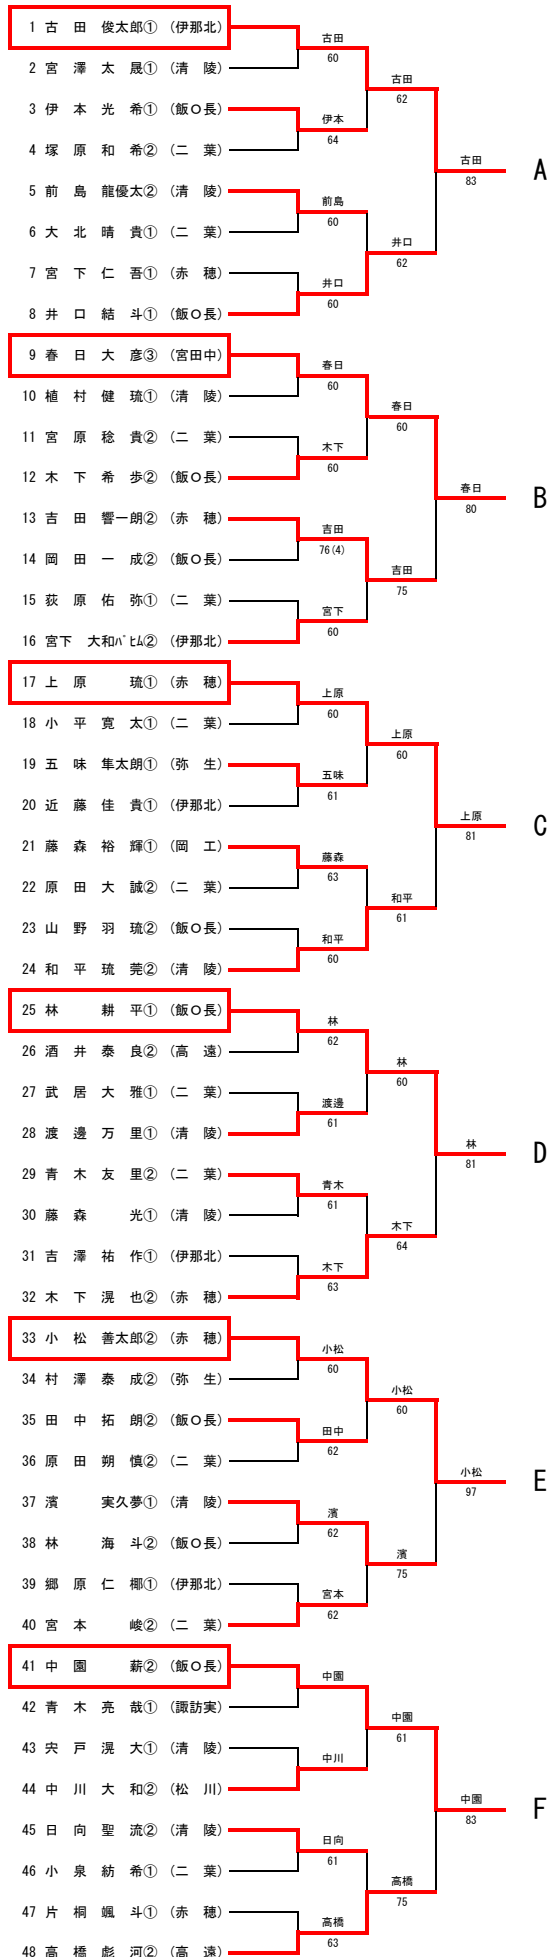 1 古 田 俊太郎① (伊那北)
古田
60
2 宮 澤 太 晟① (清 陵)
古田
62
3 伊 本 光 希① (飯O長)
伊本
64
4 塚 原 和 希② (二 葉)
古田
83
A
5 前 島 龍優太② (清 陵)
前島
60
6 大 北 晴 貴① (二 葉)
井口
62
7 宮 下 仁 吾① (赤 穂)
井口
60
8 井 口 結 斗① (飯O長)
9 春 日 大 彦③ (宮田中)
春日
60
10 植 村 健 琉① (清 陵)
春日
60
11 宮 原 稔 貴② (二 葉)
木下
60
12 木 下 希 歩② (飯O長)
春日
80
B
13 吉 田 響一朗② (赤 穂)
吉田
76(4)
14 岡 田 一 成② (飯O長)
吉田
75
15 荻 原 佑 弥① (二 葉)
宮下
60
16 宮下 大和バヒム② (伊那北)
17 上 原 琉① (赤 穂)
上原
60
18 小 平 寛 太① (二 葉)
上原
60
19 五 味 隼太朗① (弥 生)
五味
61
20 近 藤 佳 貴① (伊那北)
上原
81
C
21 藤 森 裕 輝① (岡 工)
藤森
63
22 原 田 大 誠② (二 葉)
和平
61
23 山 野 羽 琉② (飯O長)
和平
60
24 和 平 琉 莞② (清 陵)
25 林 耕 平① (飯O長)
林
62
26 酒 井 泰 良② (高 遠)
林
60
27 武 居 大 雅① (二 葉)
渡邊
61
28 渡 邊 万 里① (清 陵)
林
81
D
29 青 木 友 里② (二 葉)
青木
61
30 藤 森 光① (清 陵)
木下
64
31 吉 澤 祐 作① (伊那北)
木下
63
32 木 下 滉 也② (赤 穂)
33 小 松 善太郎② (赤 穂)
小松
60
34 村 澤 泰 成② (弥 生)
小松
60
35 田 中 拓 朗② (飯O長)
田中
62
36 原 田 朔 慎② (二 葉)
小松
97
E
37 濱 実久夢① (清 陵)
濱
62
38 林 海 斗② (飯O長)
濱
75
39 郷 原 仁 椰① (伊那北)
宮本
62
40 宮 本 峻② (二 葉)
41 中 園 薪② (飯O長)
中園
42 青 木 亮 哉① (諏訪実)
中園
61
43 宍 戸 滉 大① (清 陵)
中川
44 中 川 大 和② (松 川)
中園
83
F
45 日 向 聖 流② (清 陵)
日向
61
46 小 泉 紡 希① (二 葉)
高橋
75
47 片 桐 颯 斗① (赤 穂)
高橋
63
48 高 橋 彪 河② (高 遠)